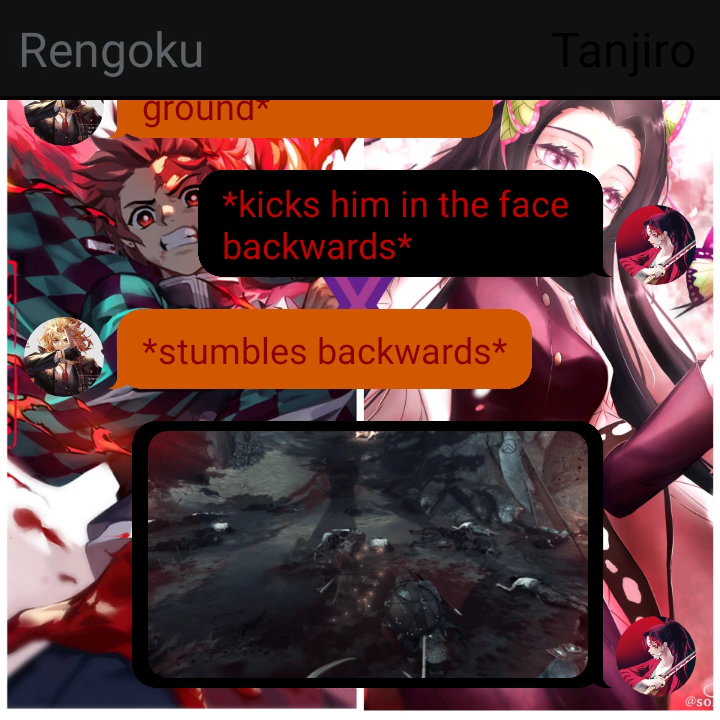 Rengoku
Tanjiro
ground*
*kicks him in the face
backwards*
*stumbles backwards*